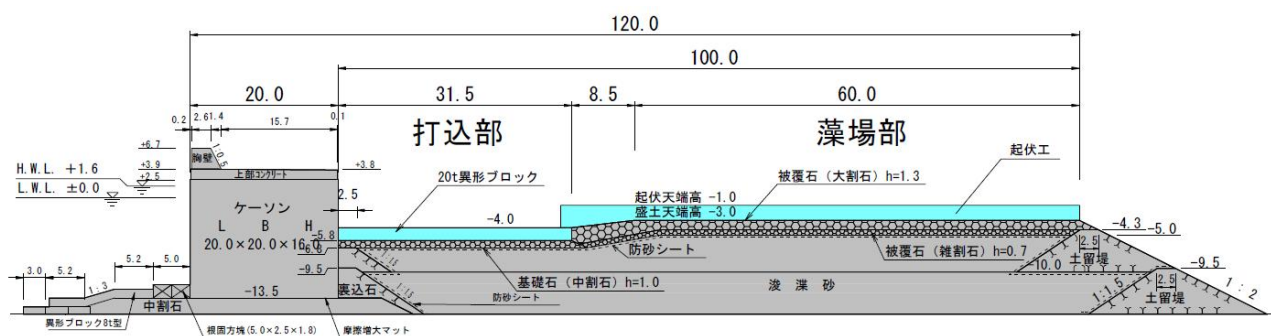 120.0
100.0
20.0 31.5 8.5 60.0
0.2 2.6 1.4 15.7 0.1
打込部 藻場部
+6.7
胸壁
1:0.5
+3.9
+2.5
+3.8
H.W.L. +1.6
L.W.L. ±0.0
上部コンクリート
20t異形ブロック
被覆石（大割石）h=1.3
起伏工
2.5
起伏天端高 -1.0
盛土天端高 -3.0
ケーソン
L B H
20.0×20.0×16.0
-4.0
-5.8
-4.3
-5.0
防砂シート
被覆石（雑割石）h=0.7
2.5
土留堤
-9.5
基礎石（中割石）h=1.0
-10.0
-9.5
3.0 5.2 5.2 5.0
1:3
-13.5
裏込石
防砂シート
浚渫砂
1:1.5
2.5
土留堤
1:2
中割石
異形ブロック8t型
根固方塊(5.0×2.5×1.8)
摩擦増大マット